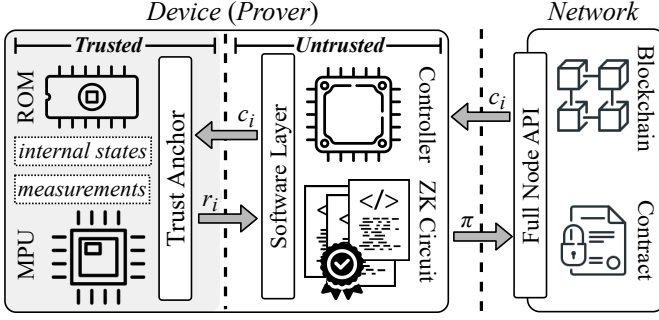 Device (Prover)
Network
Trusted
Untrusted
ROM
internal states
measurements
MPU
Trust Anchor
c_i
r_i
Software Layer
Controller
</>
ZK Circuit
c_i
π
Full Node API
Blockchain
Contract